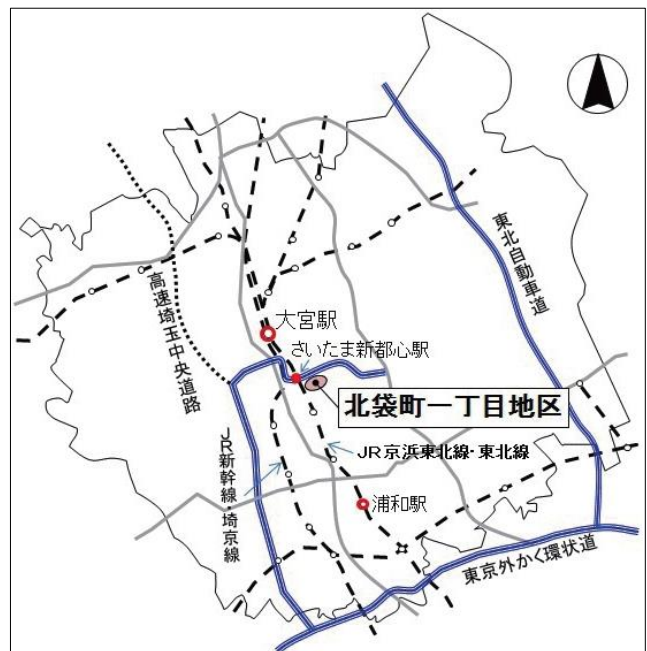 東北自動車道
高速埼玉中央道路
大宮駅
さいたま新都心駅
北袋町一丁目地区
JR京浜東北線・東北線
JR新幹線・埼京線
浦和駅
東京外かく環状道